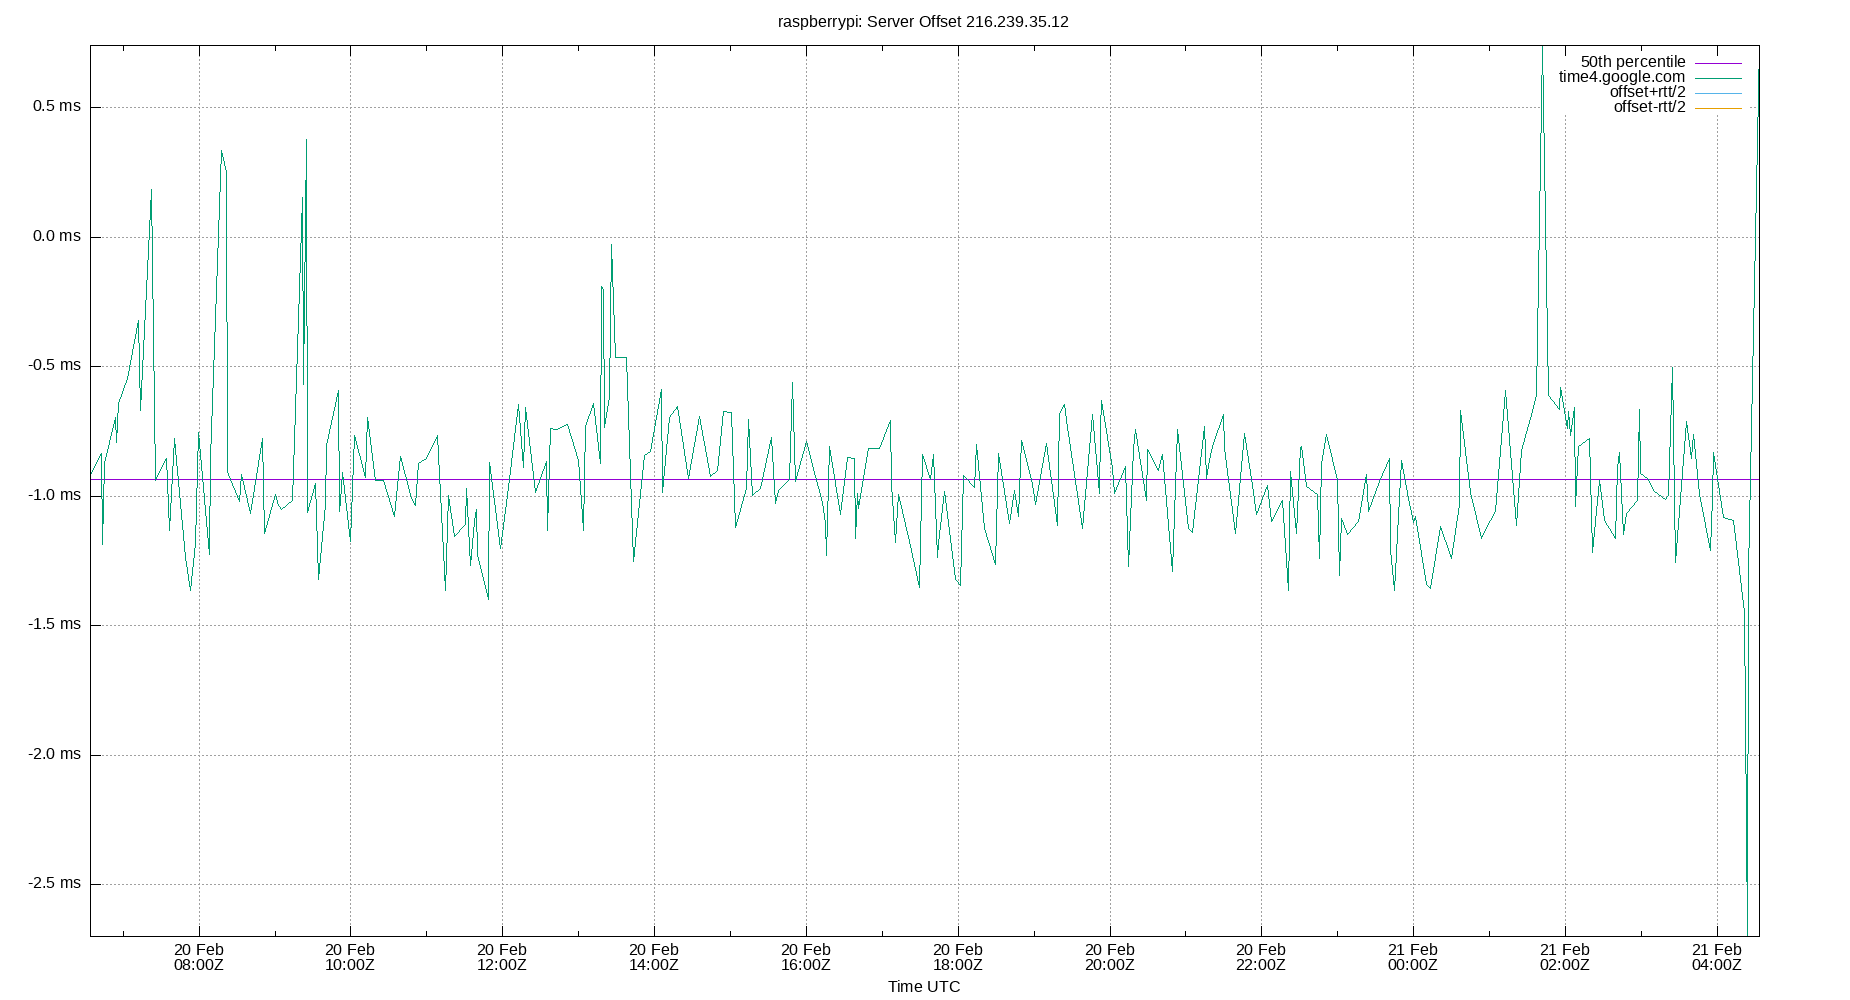 raspberrypi: Server Offset 216.239.35.12
50th percentile
time4.google.com
offset+rtt/2
offset-rtt/2
0.5 ms
0.0 ms
-0.5 ms
-1.0 ms
-1.5 ms
-2.0 ms
-2.5 ms
20 Feb 20 Feb 20 Feb 20 Feb 20 Feb 20 Feb 20 Feb 20 Feb 21 Feb 21 Feb 21 Feb
08:00Z 10:00Z 12:00Z 14:00Z 16:00Z 18:00Z 20:00Z 22:00Z 00:00Z 02:00Z 04:00Z
Time UTC